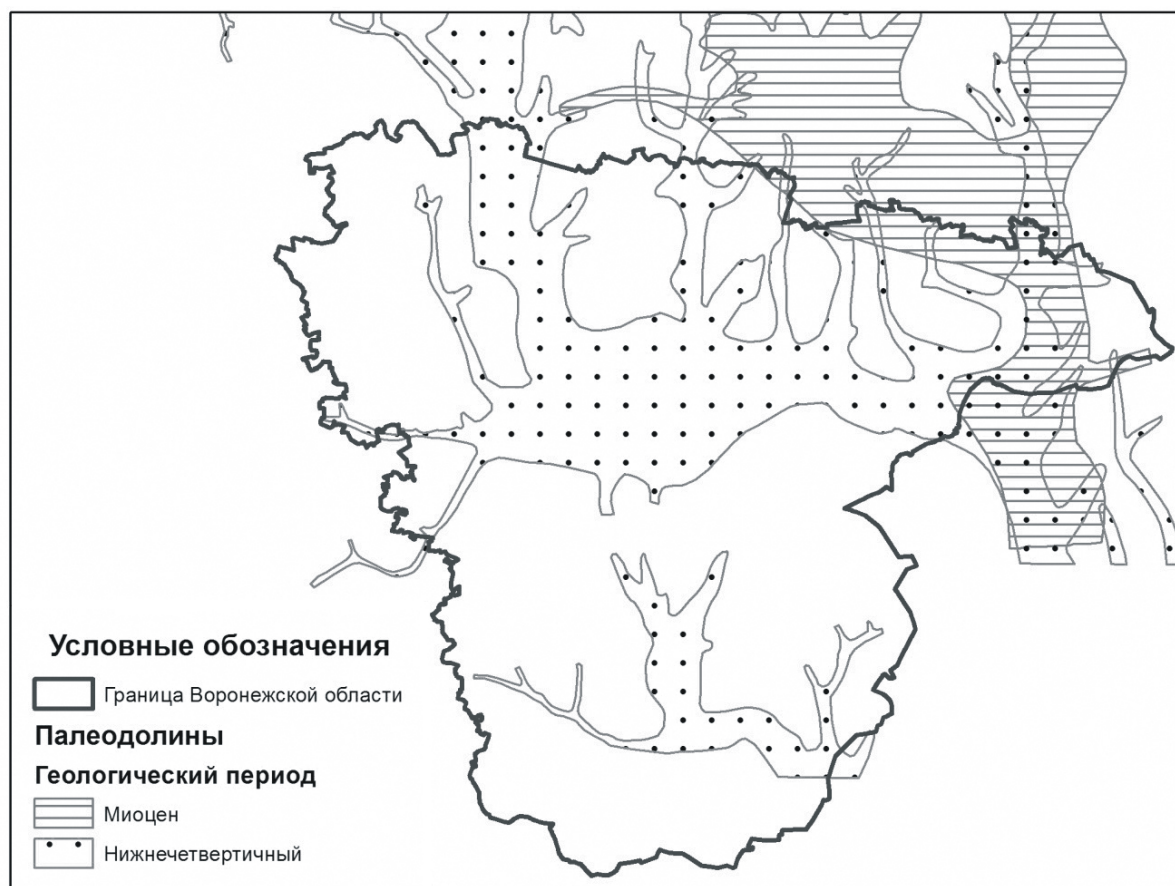 Условные обозначения
Граница Воронежской области
Палеодолины
Геологический период
Миоцен
Нижнечетвертичный